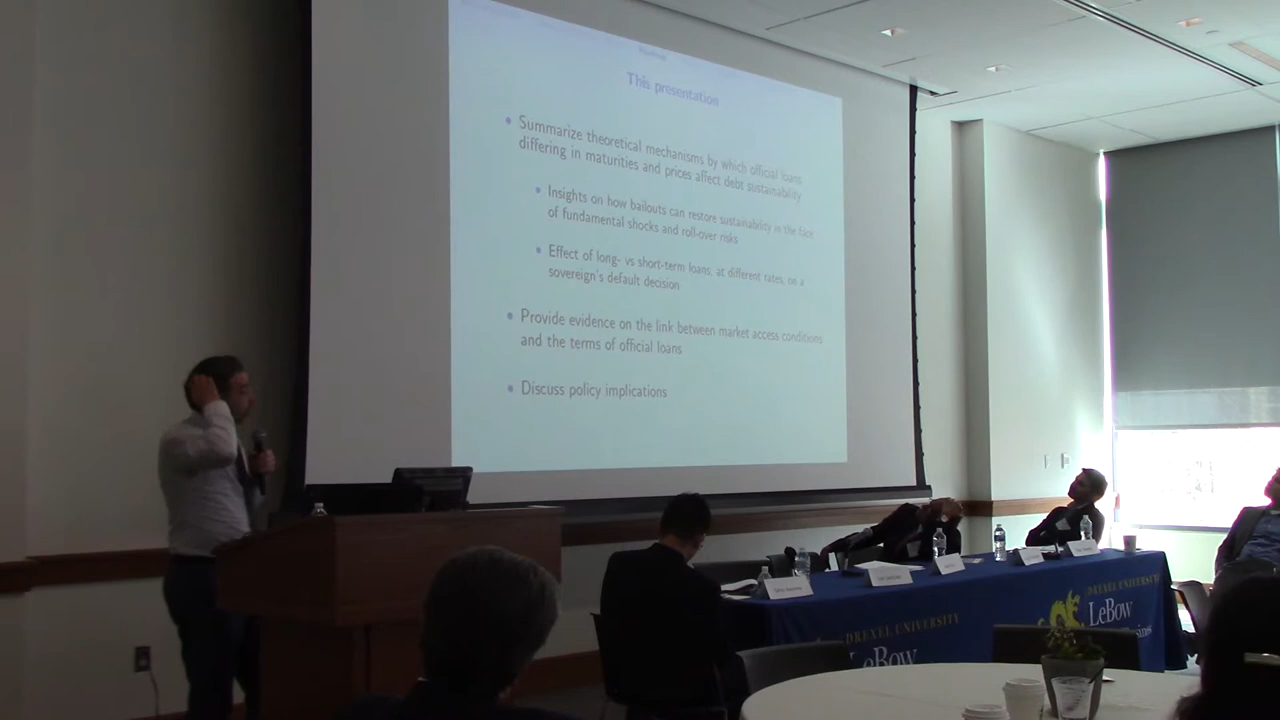 This presentation
• Summarize theoretical mechanisms by which official loans
differing in maturities and prices affect debt sustainability
• Insights on how bailouts can restore sustainability in the face
of fundamental shocks and roll-over risks
• Effect of long- vs short-term loans, at different rates, on a
sovereign's default decision
• Provide evidence on the link between market access conditions
and the terms of official loans
• Discuss policy implications
DREXEL UNIVERSITY
LeBow
DREXEL UNIVERSITY
LeBow